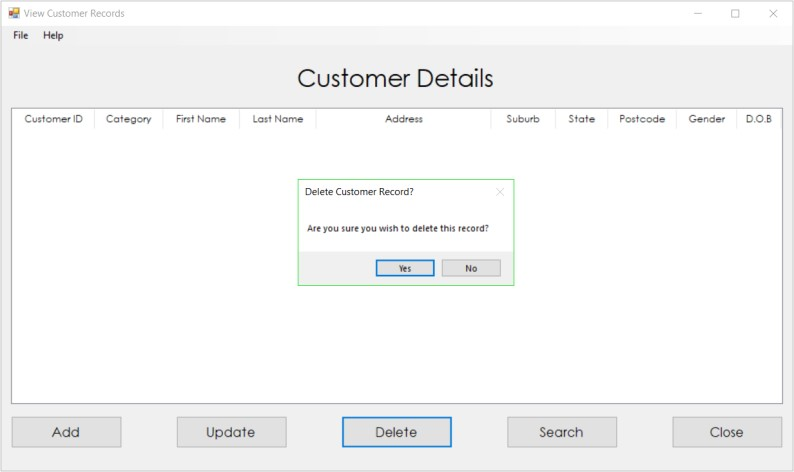 View Customer Records
File Help
Customer Details
Customer ID Category First Name Last Name Address Suburb State Postcode Gender D.O.B
Delete Customer Record?
Are you sure you wish to delete this record?
Yes No
Add Update Delete Search Close